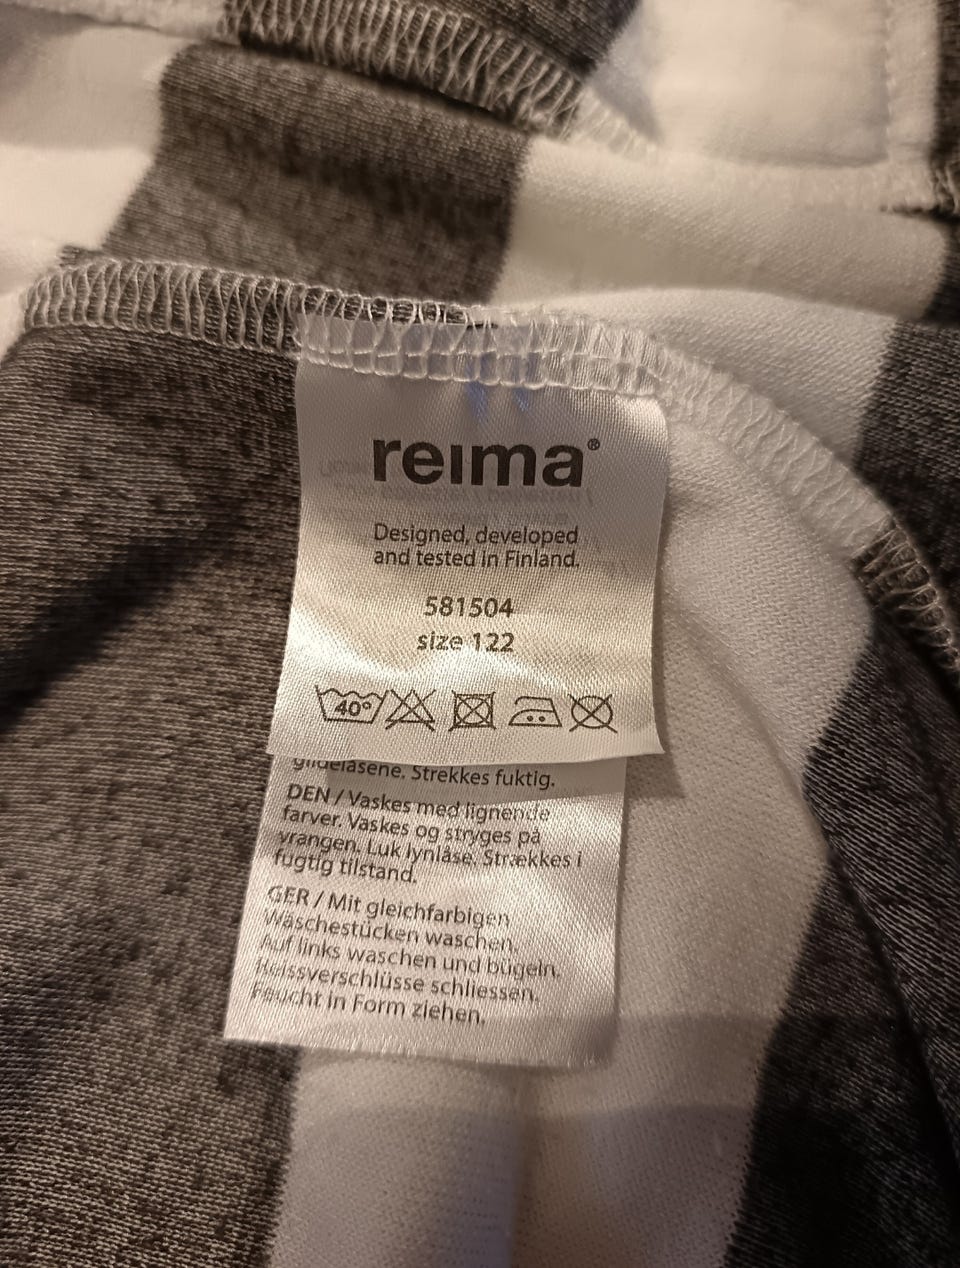 reima®
Designed, developed
and tested in Finland.
581504
size 122
40°
glidelåsene. Strekkes fuktig.
DEN / Vaskes med lignende
farver. Vaskes og stryges på
vrangen. Luk lynlåse. Strækkes i
fugtig tilstand.
GER / Mit gleichfarbigen
Wäschestücken waschen.
Auf links waschen und bügeln.
Reissverschlüsse schliessen.
Feucht in Form ziehen.